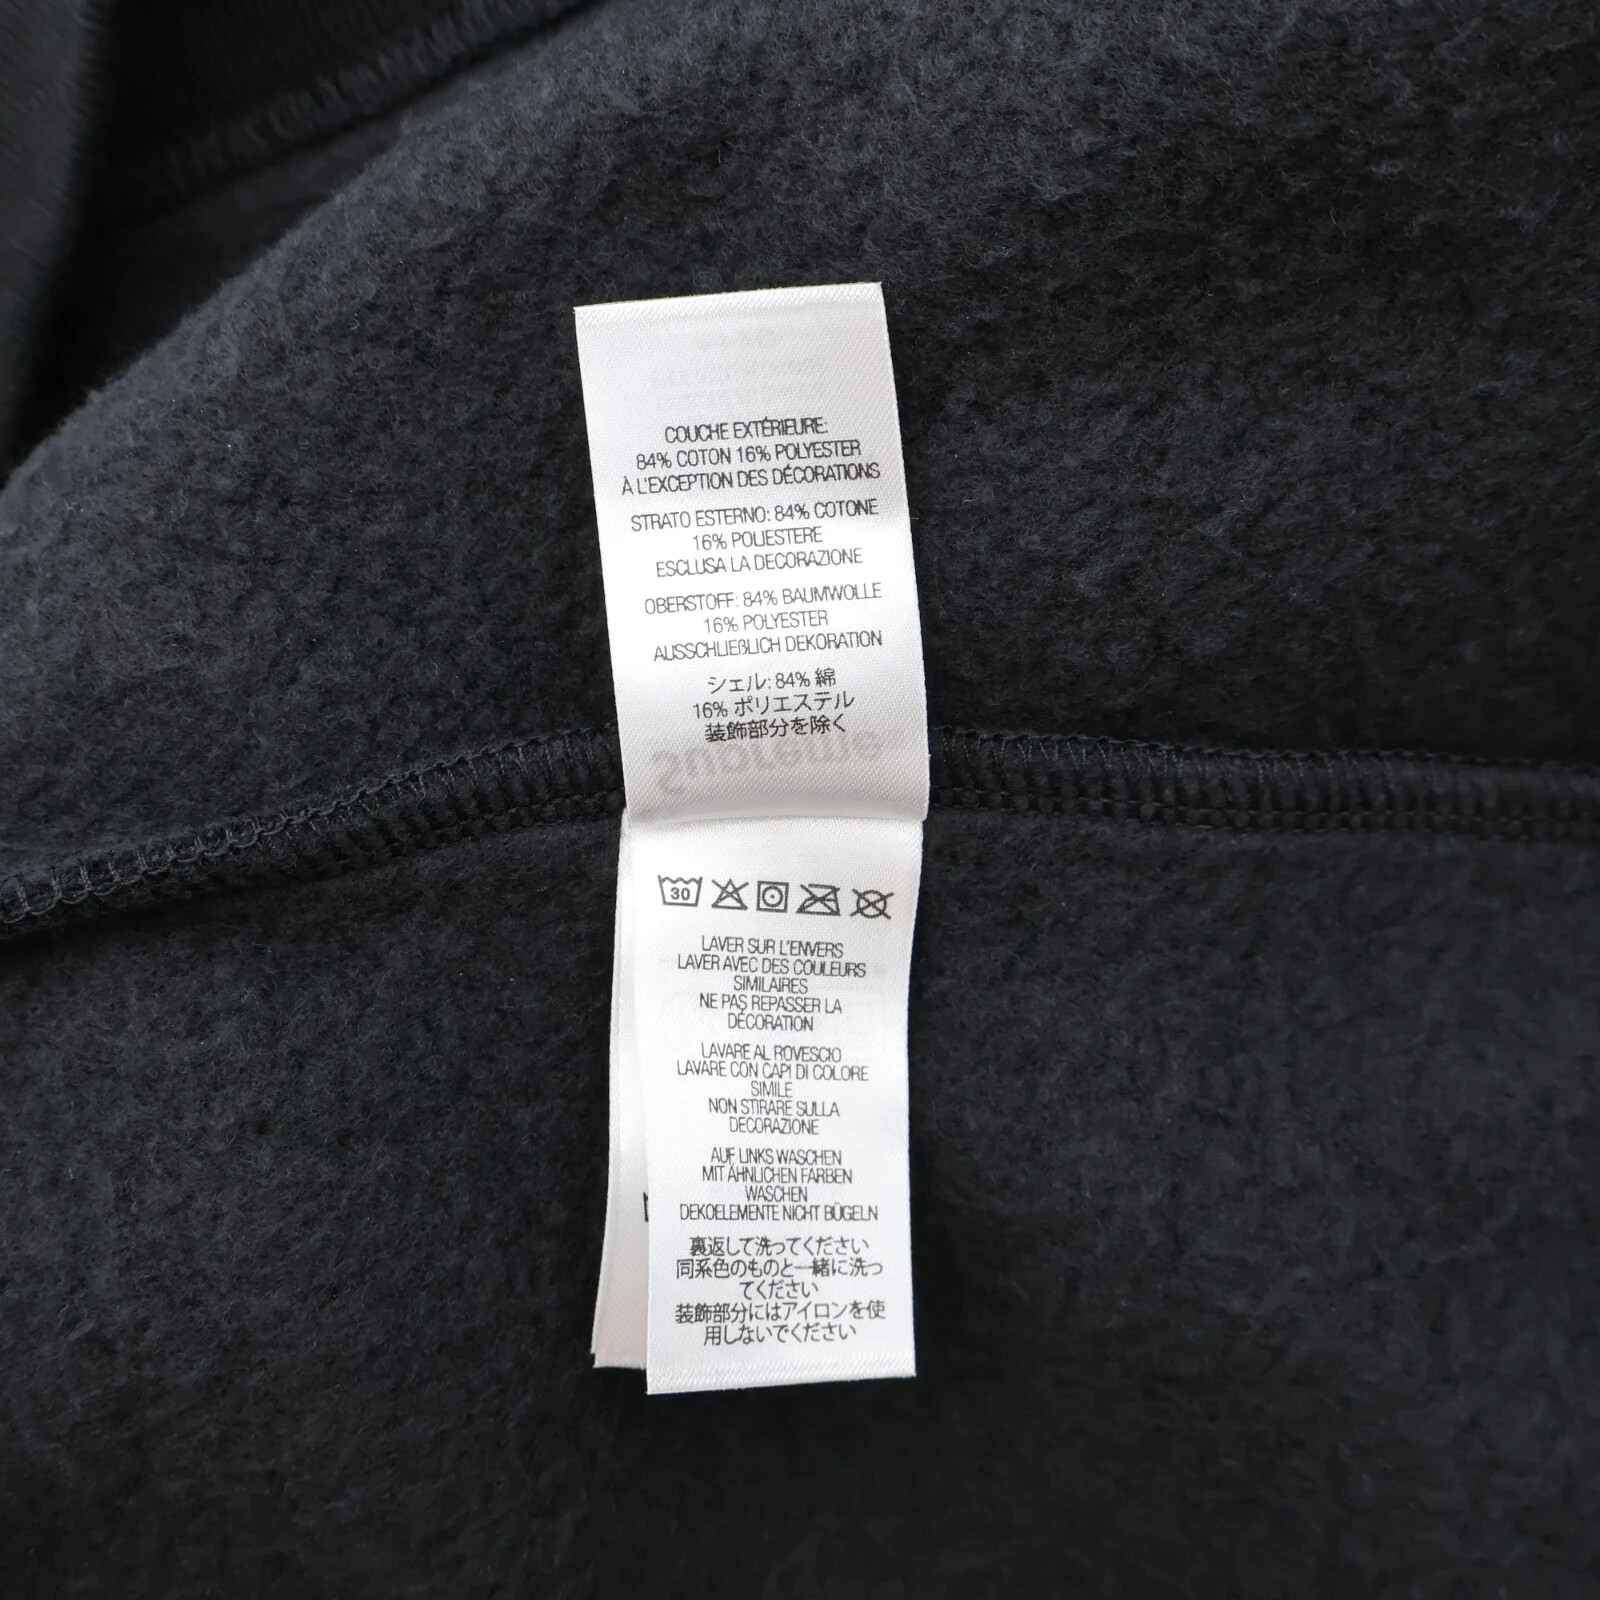 COUCHE EXTÉRIEURE:
84% COTON 16% POLYESTER
À L'EXCEPTION DES DÉCORATIONS
STRATO ESTERNO: 84% COTONE
16% POLIESTERE
ESCLUSA LA DECORAZIONE
OBERSTOFF: 84% BAUMWOLLE
16% POLYESTER
AUSSCHLIEßLICH DEKORATION
シェル: 84% 綿
16% ポリエステル
装飾部分を除く
Supreme
30
LAVER SUR L'ENVERS
LAVER AVEC DES COULEURS
SIMILAIRES
NE PAS REPASSER LA
DÉCORATION
LAVARE AL ROVESCIO
LAVARE CON CAPI DI COLORE
SIMILE
NON STIRARE SULLA
DECORAZIONE
AUF LINKS WASCHEN
MIT ÄHNLICHEN FARBEN
WASCHEN
DEKOELEMENTE NICHT BÜGELN
裏返して洗ってください
同系色のものと一緒に洗っ
てください
装飾部分にはアイロンを使
用しないでください